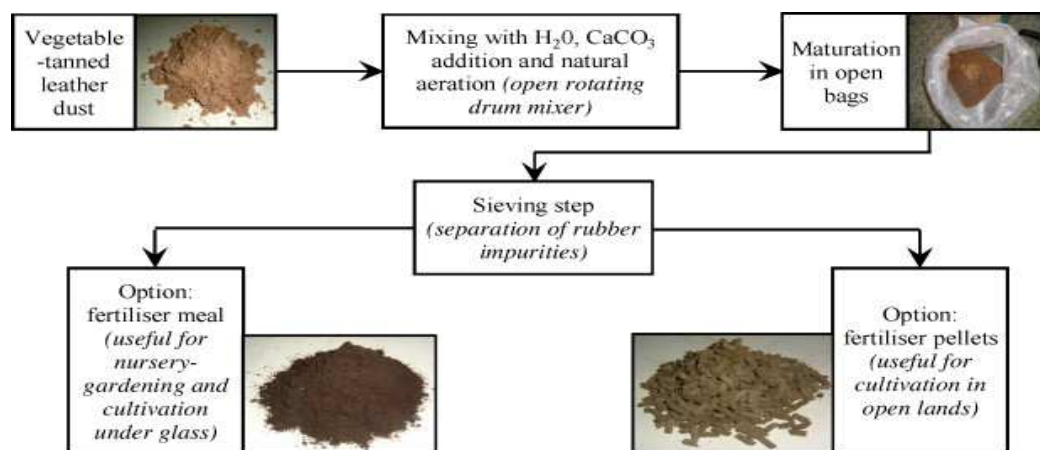 Vegetable
-tanned
leather
dust
Mixing with H₂0, CaCO₃
addition and natural
aeration (open rotating
drum mixer)
Maturation
in open
bags
Sieving step
(separation of rubber
impurities)
Option:
fertiliser meal
(useful for
nursery-
gardening and
cultivation
under glass)
Option:
fertiliser pellets
(useful for
cultivation in
open lands)